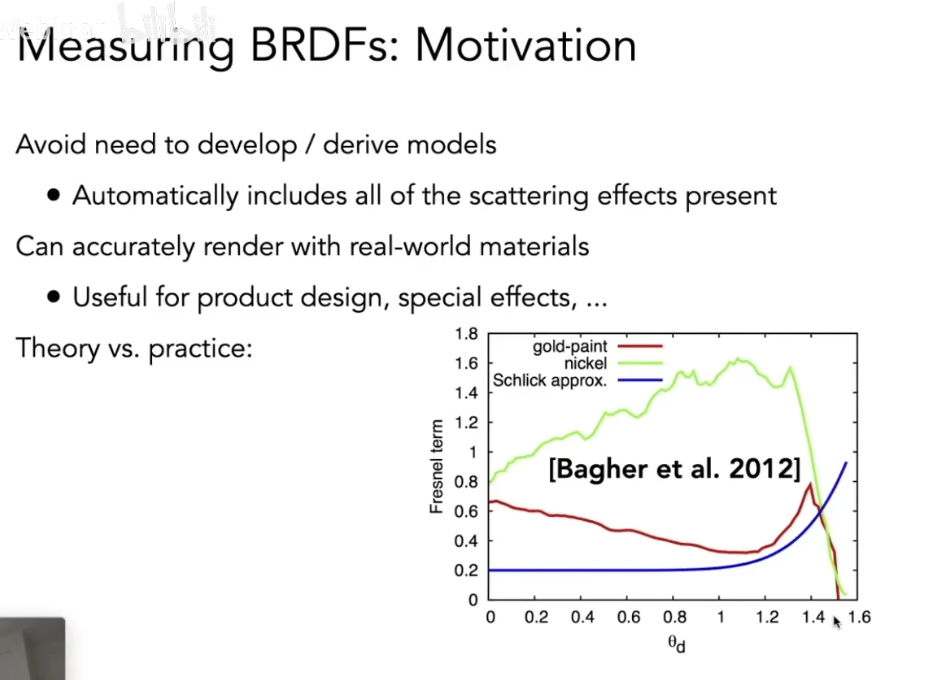 Webinar
Measuring BRDFs: Motivation
Avoid need to develop / derive models
● Automatically includes all of the scattering effects present
Can accurately render with real-world materials
● Useful for product design, special effects, ...
Theory vs. practice:
1.8
1.6
1.4
1.2
1
0.8
0.6
0.4
0.2
0
Fresnel term
gold-paint
nickel
Schlick approx.
[Bagher et al. 2012]
0 0.2 0.4 0.6 0.8 1 1.2 1.4 1.6
θd